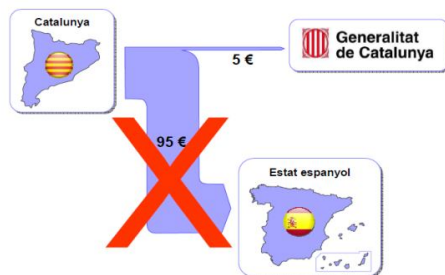 Catalunya
5 €
Generalitat
de Catalunya
95 €
Estat espanyol